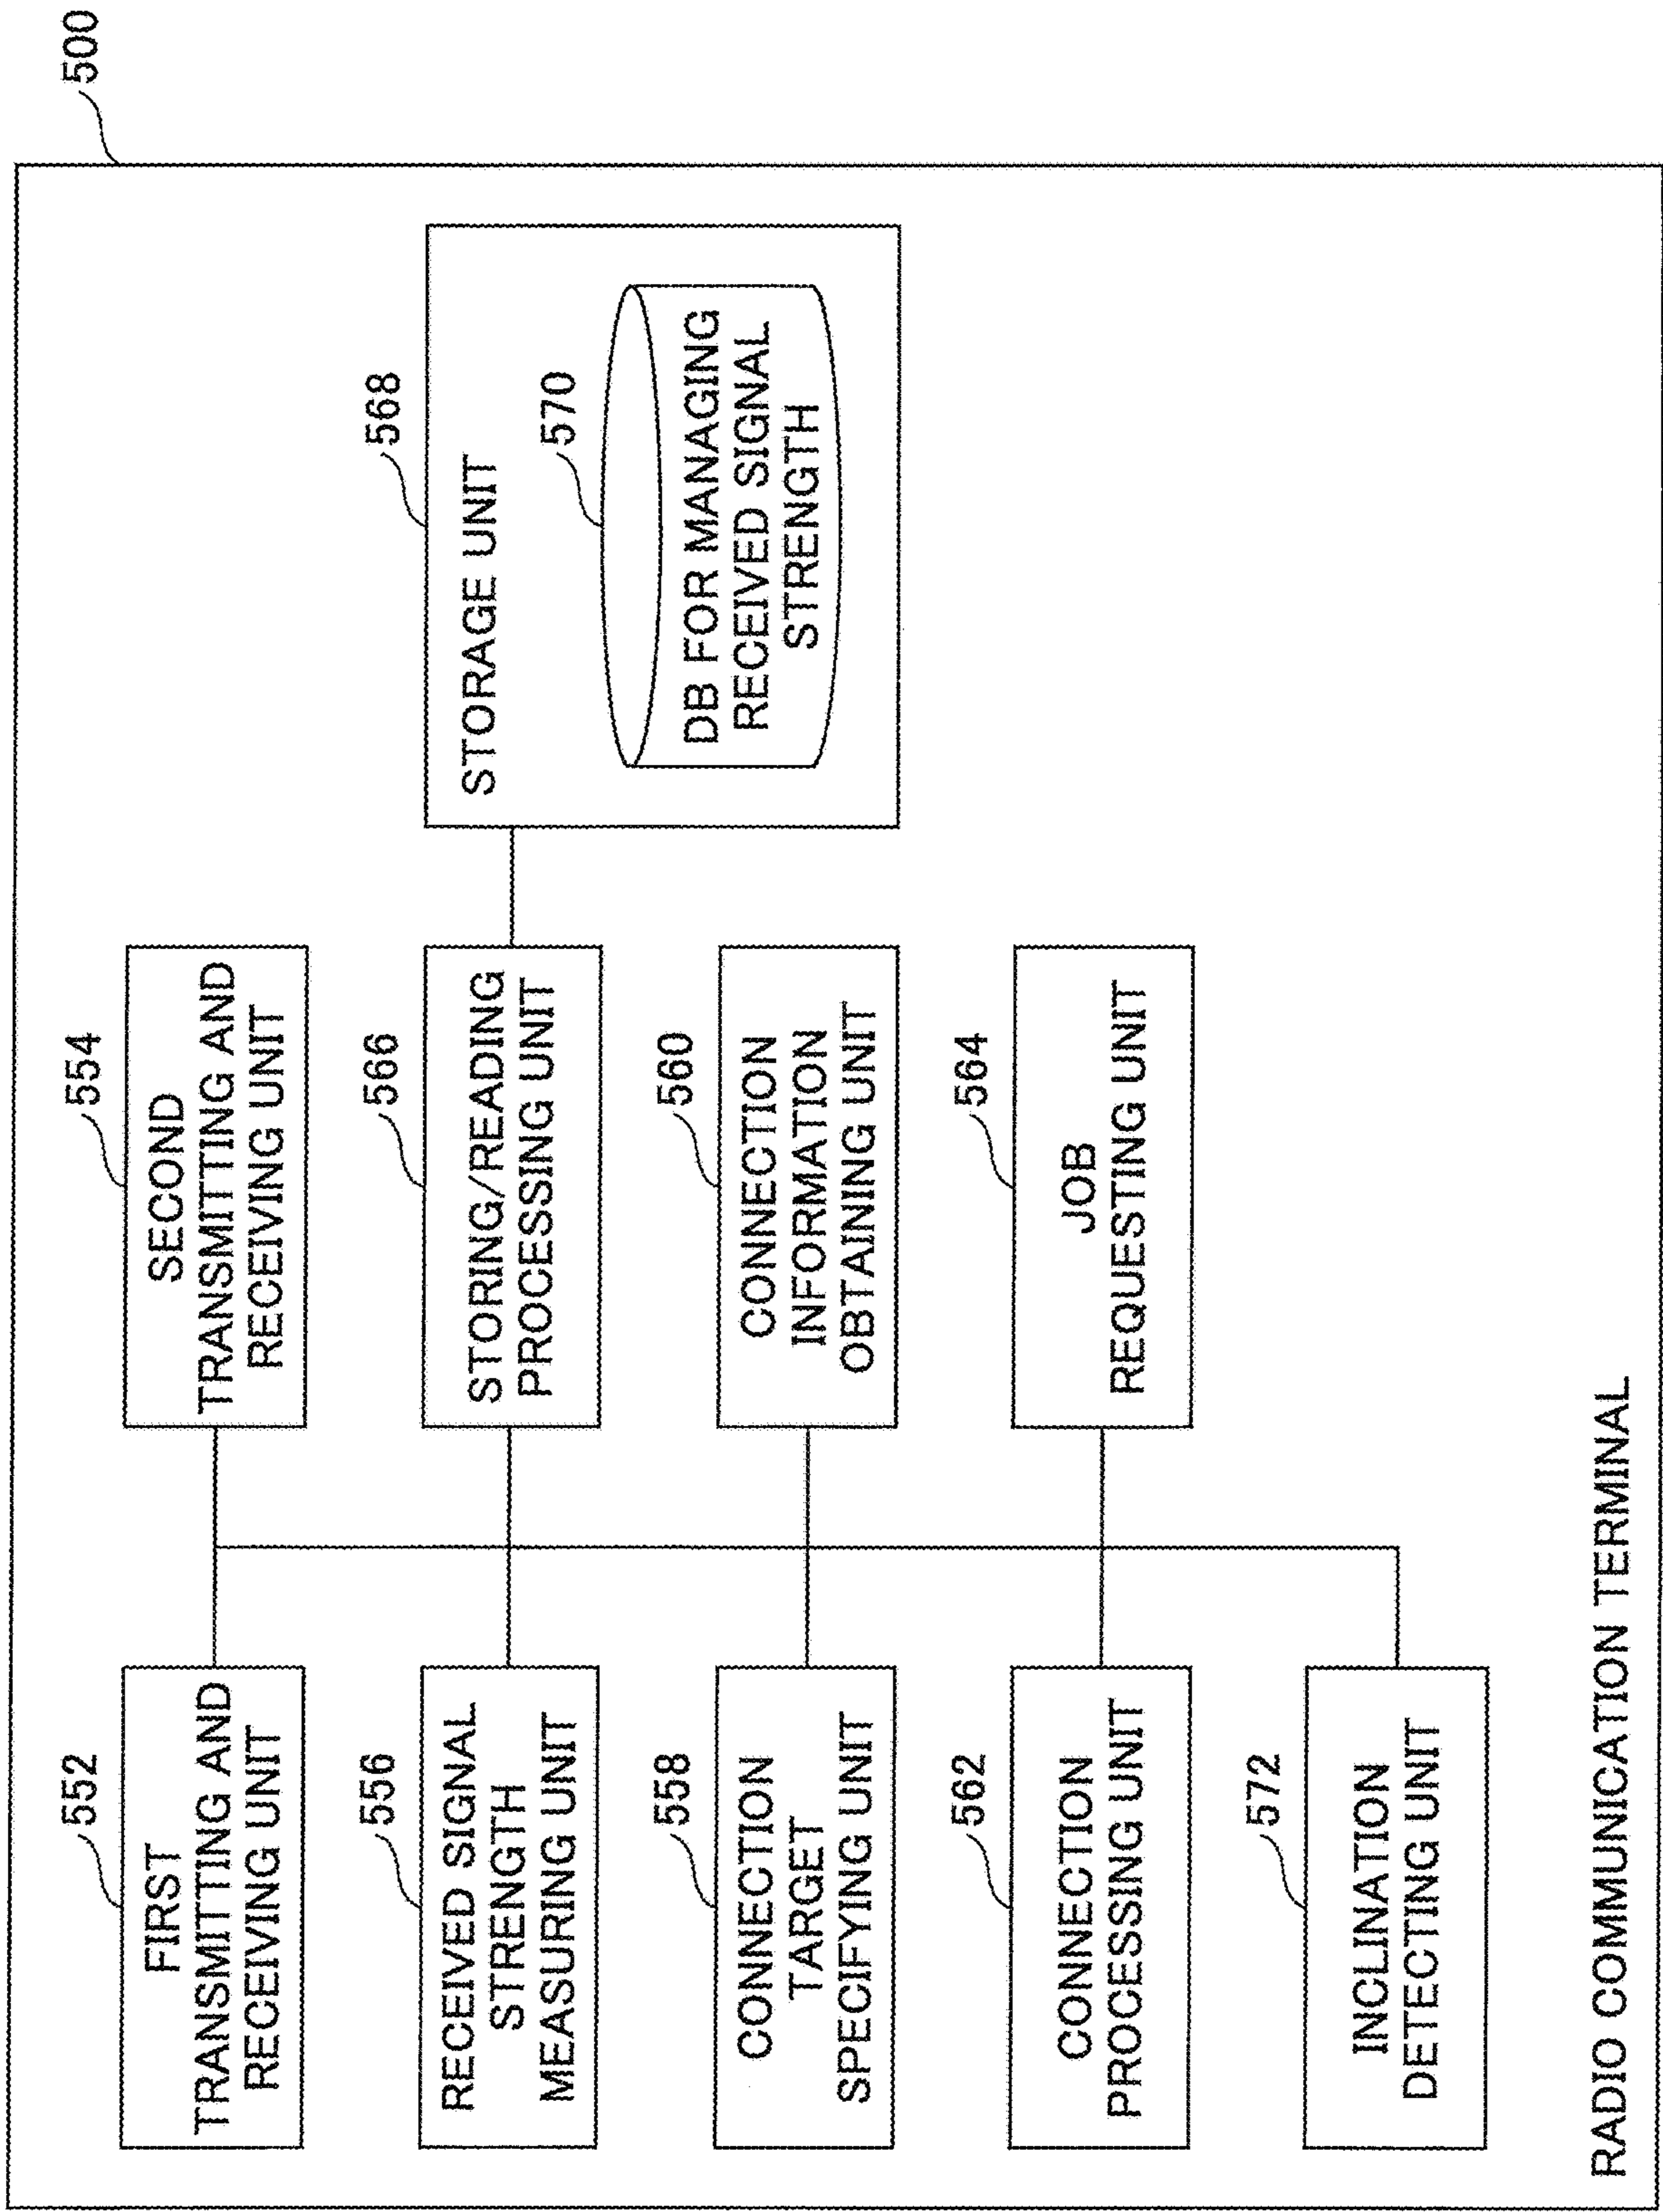 500
552
FIRST
TRANSMITTING AND
RECEIVING UNIT
554
SECOND
TRANSMITTING AND
RECEIVING UNIT
556
RECEIVED SIGNAL
STRENGTH
MEASURING UNIT
566
STORING/READING
PROCESSING UNIT
568
STORAGE UNIT
570
DB FOR MANAGING
RECEIVED SIGNAL
STRENGTH
558
CONNECTION
TARGET
SPECIFYING UNIT
560
CONNECTION
INFORMATION
OBTAINING UNIT
562
CONNECTION
PROCESSING UNIT
564
JOB
REQUESTING UNIT
572
INCLINATION
DETECTING UNIT
RADIO COMMUNICATION TERMINAL